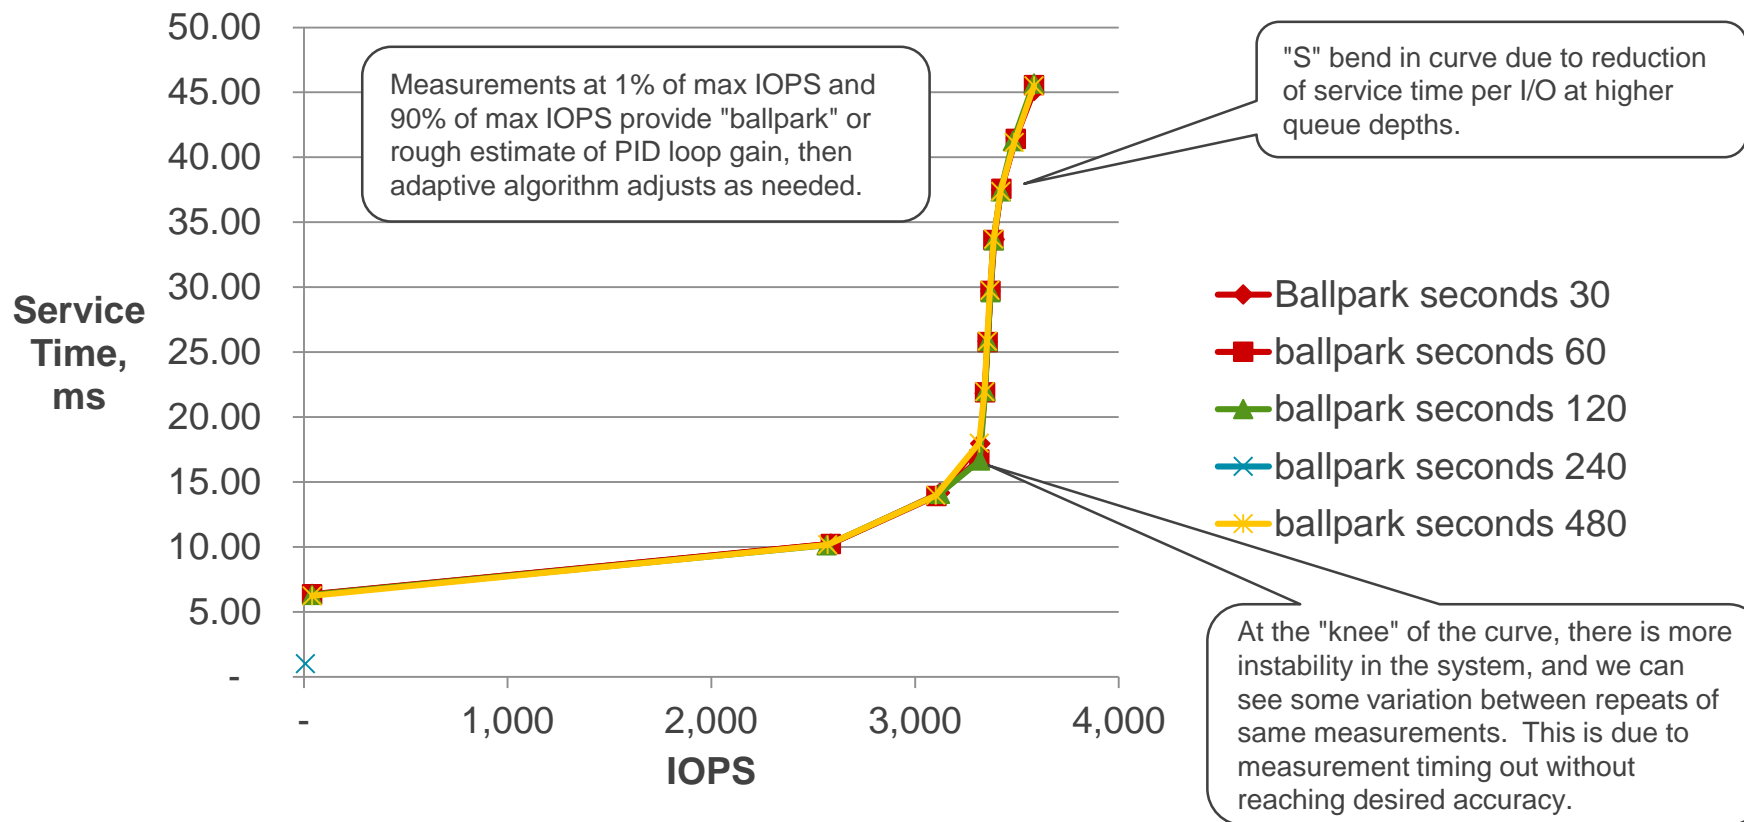 50.00
45.00
40.00
35.00
30.00
25.00
20.00
15.00
10.00
5.00
-
Service
Time,
ms
-
1,000
2,000
3,000
4,000
IOPS
Measurements at 1% of max IOPS and
90% of max IOPS provide "ballpark" or
rough estimate of PID loop gain, then
adaptive algorithm adjusts as needed.
"S" bend in curve due to reduction
of service time per I/O at higher
queue depths.
Ballpark seconds 30
ballpark seconds 60
ballpark seconds 120
ballpark seconds 240
ballpark seconds 480
At the "knee" of the curve, there is more
instability in the system, and we can
see some variation between repeats of
same measurements.  This is due to
measurement timing out without
reaching desired accuracy.